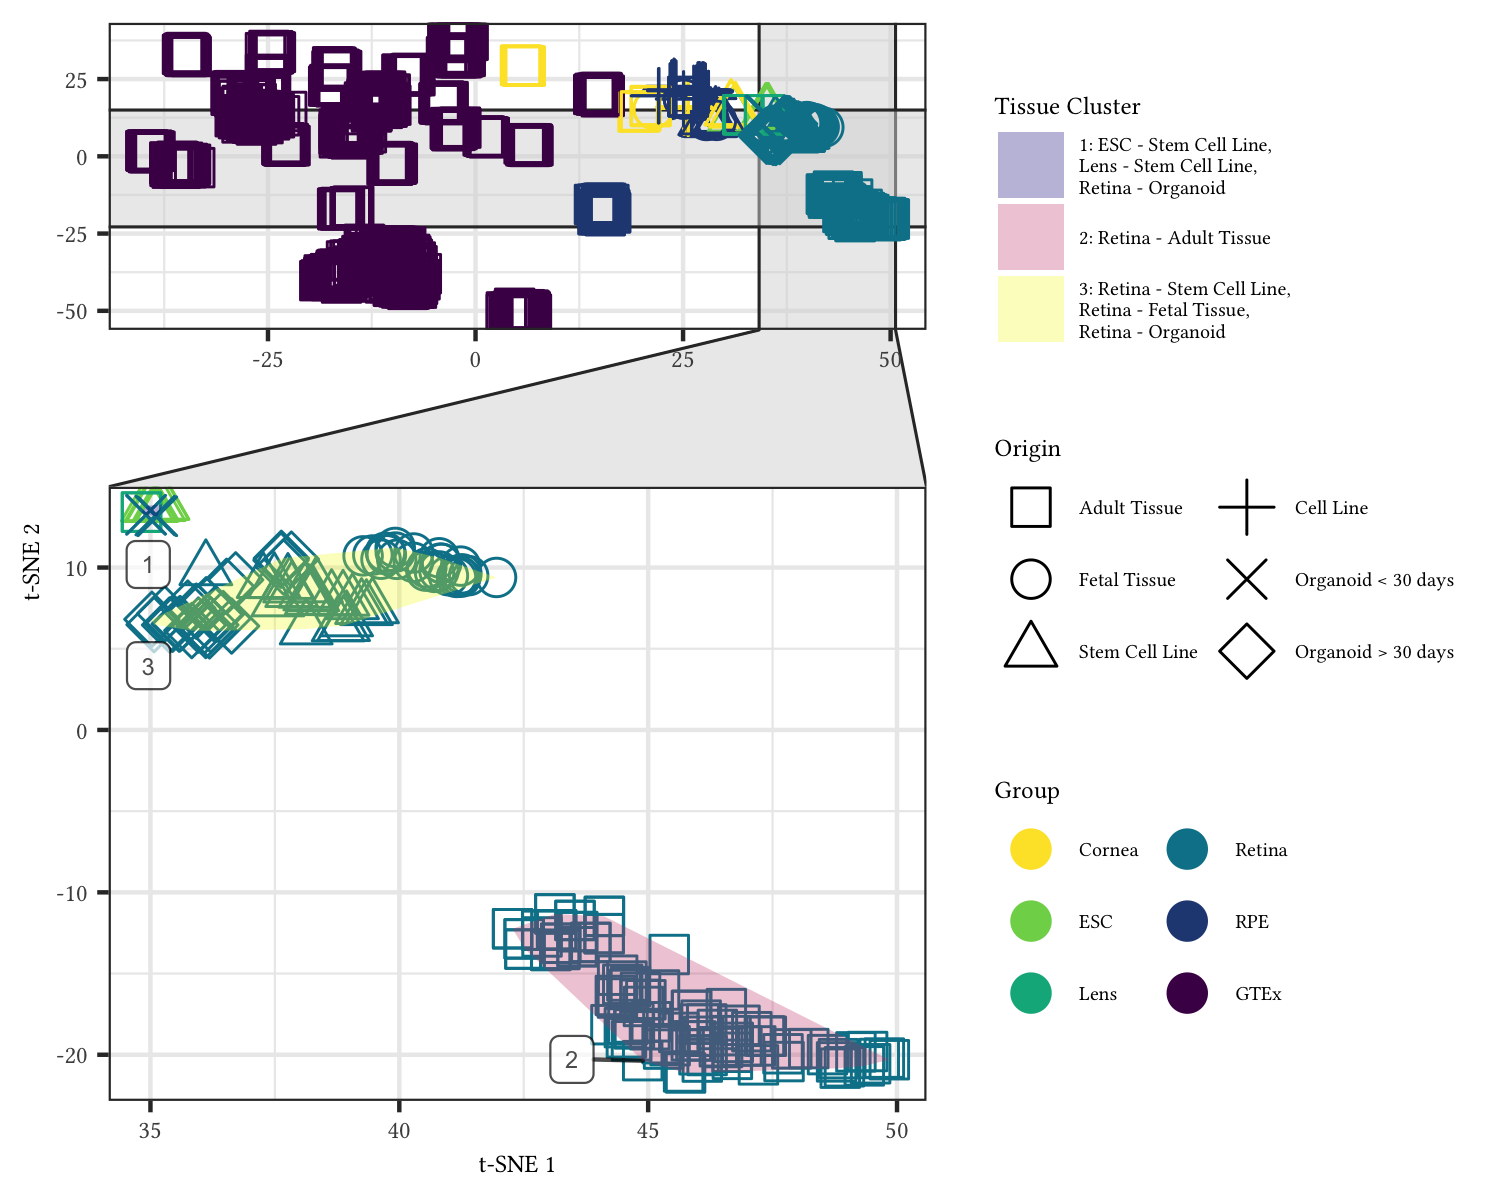 25
0
-25
-50
-25
0
25
50
t-SNE 2
10
0
-10
-20
1
3
2
35
40
45
50
t-SNE 1
Tissue Cluster
1: ESC - Stem Cell Line,
Lens - Stem Cell Line,
Retina - Organoid
2: Retina - Adult Tissue
3: Retina - Stem Cell Line,
Retina - Fetal Tissue,
Retina - Organoid
Origin
Adult Tissue
Cell Line
Fetal Tissue
Organoid < 30 days
Stem Cell Line
Organoid > 30 days
Group
Cornea
Retina
ESC
RPE
Lens
GTEx